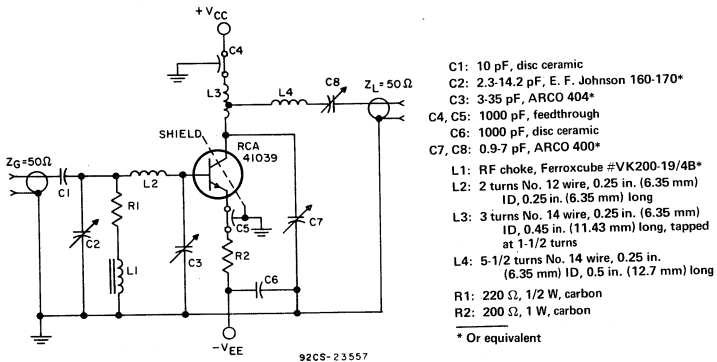 +VCC
C4
L3
L4
C8
ZL=50Ω
SHIELD
RCA
41039
ZG=50Ω
C1
L2
R1
C2
C3
C5
C7
L1
R2
C6
-VEE
92CS-23557
C1: 10 pF, disc ceramic
C2: 2.3-14.2 pF, E. F. Johnson 160-170*
C3: 3-35 pF, ARCO 404*
C4, C5: 1000 pF, feedthrough
C6: 1000 pF, disc ceramic
C7, C8: 0.9-7 pF, ARCO 400*
L1: RF choke, Ferroxcube #VK200-19/4B*
L2: 2 turns No. 12 wire, 0.25 in. (6.35 mm)
ID, 0.25 in. (6.35 mm) long
L3: 3 turns No. 14 wire, 0.25 in. (6.35 mm)
ID, 0.45 in. (11.43 mm) long, tapped
at 1-1/2 turns
L4: 5-1/2 turns No. 14 wire, 0.25 in.
(6.35 mm) ID, 0.5 in. (12.7 mm) long
R1: 220 Ω, 1/2 W, carbon
R2: 200 Ω, 1 W, carbon
* Or equivalent